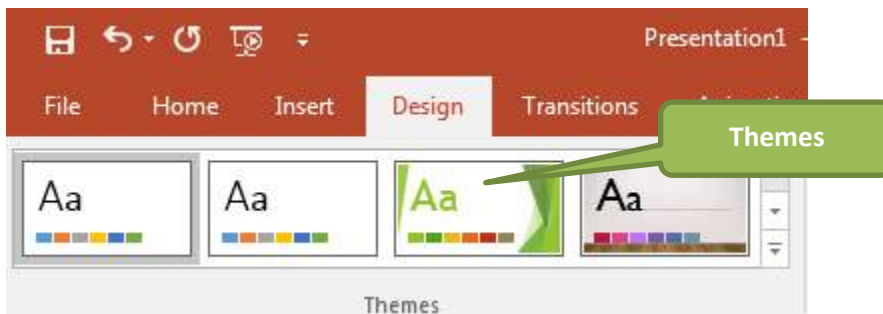 Presentation1 -
File Home Insert Design Transitions
Themes
Aa Aa Aa Aa
Themes